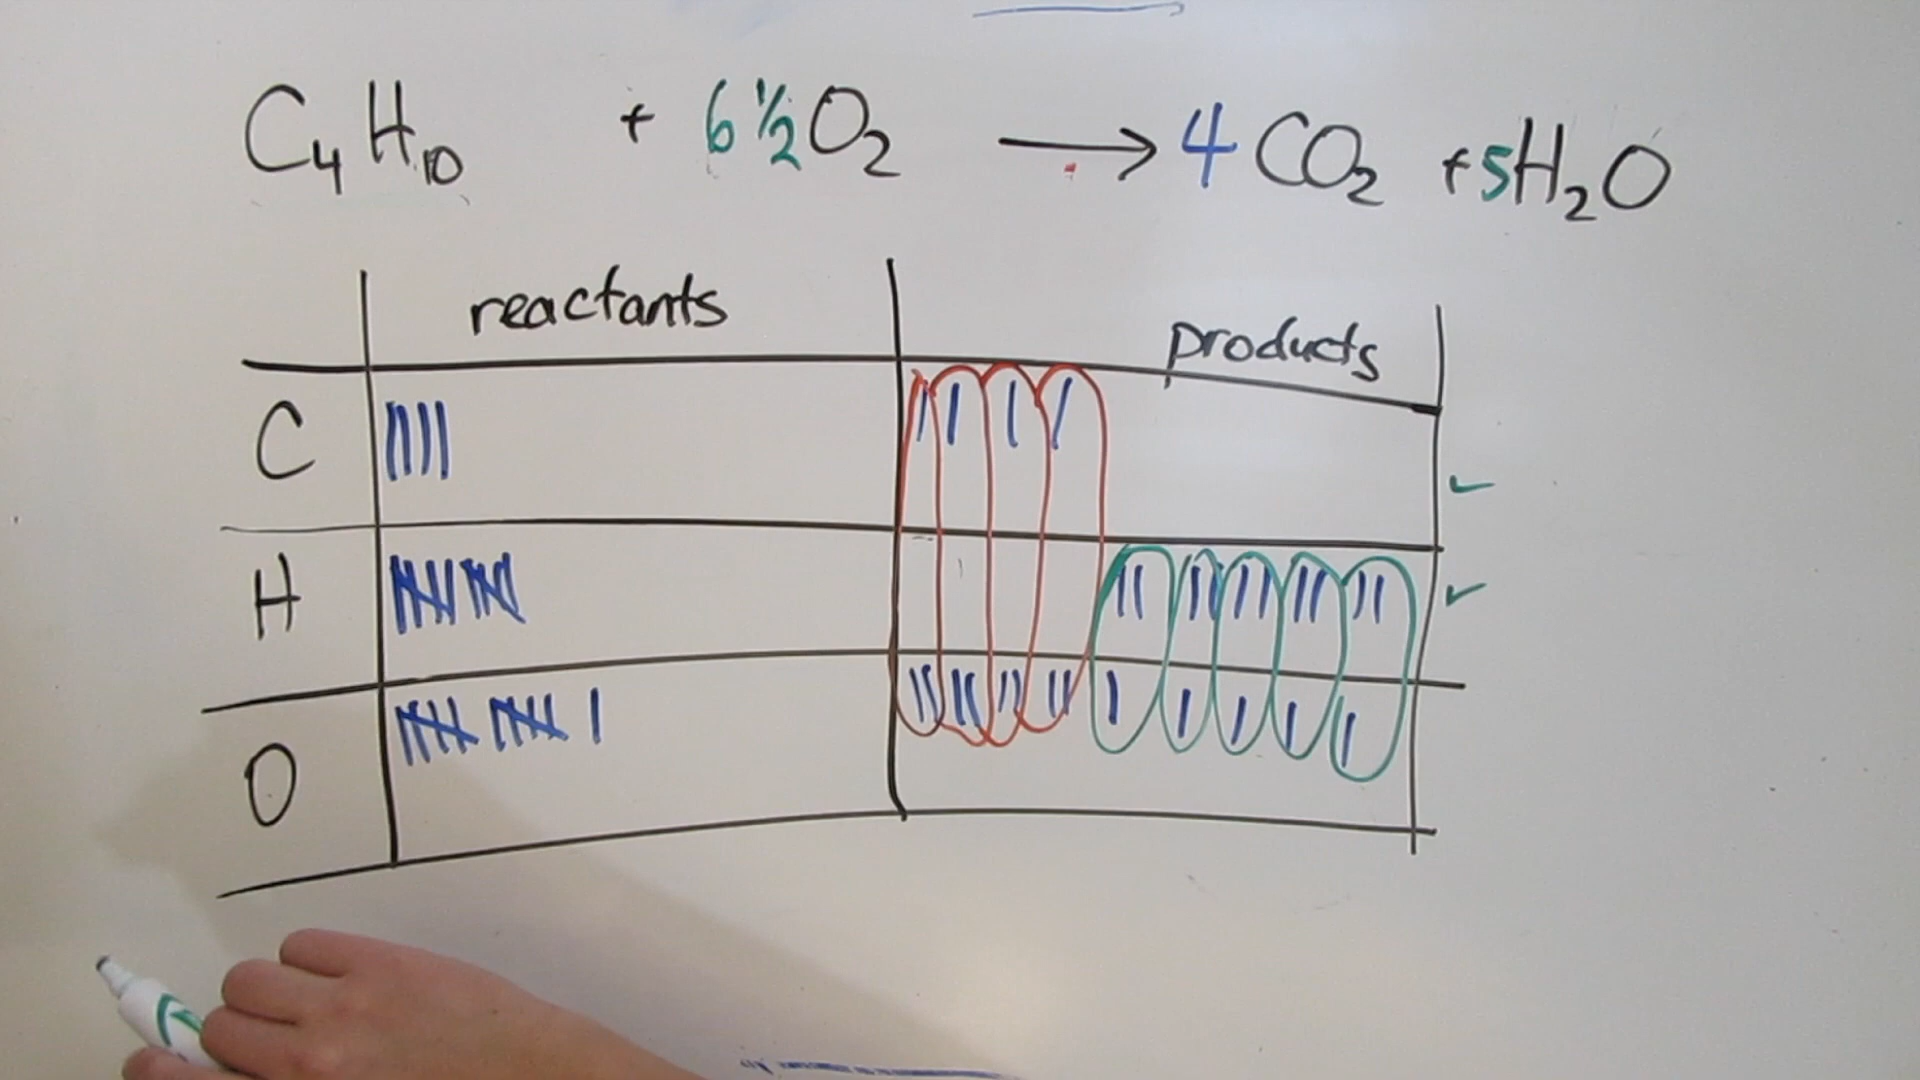 C₄H₁₀ + 6½O₂ → 4CO₂ + 5H₂O
reactants products
C
H
O